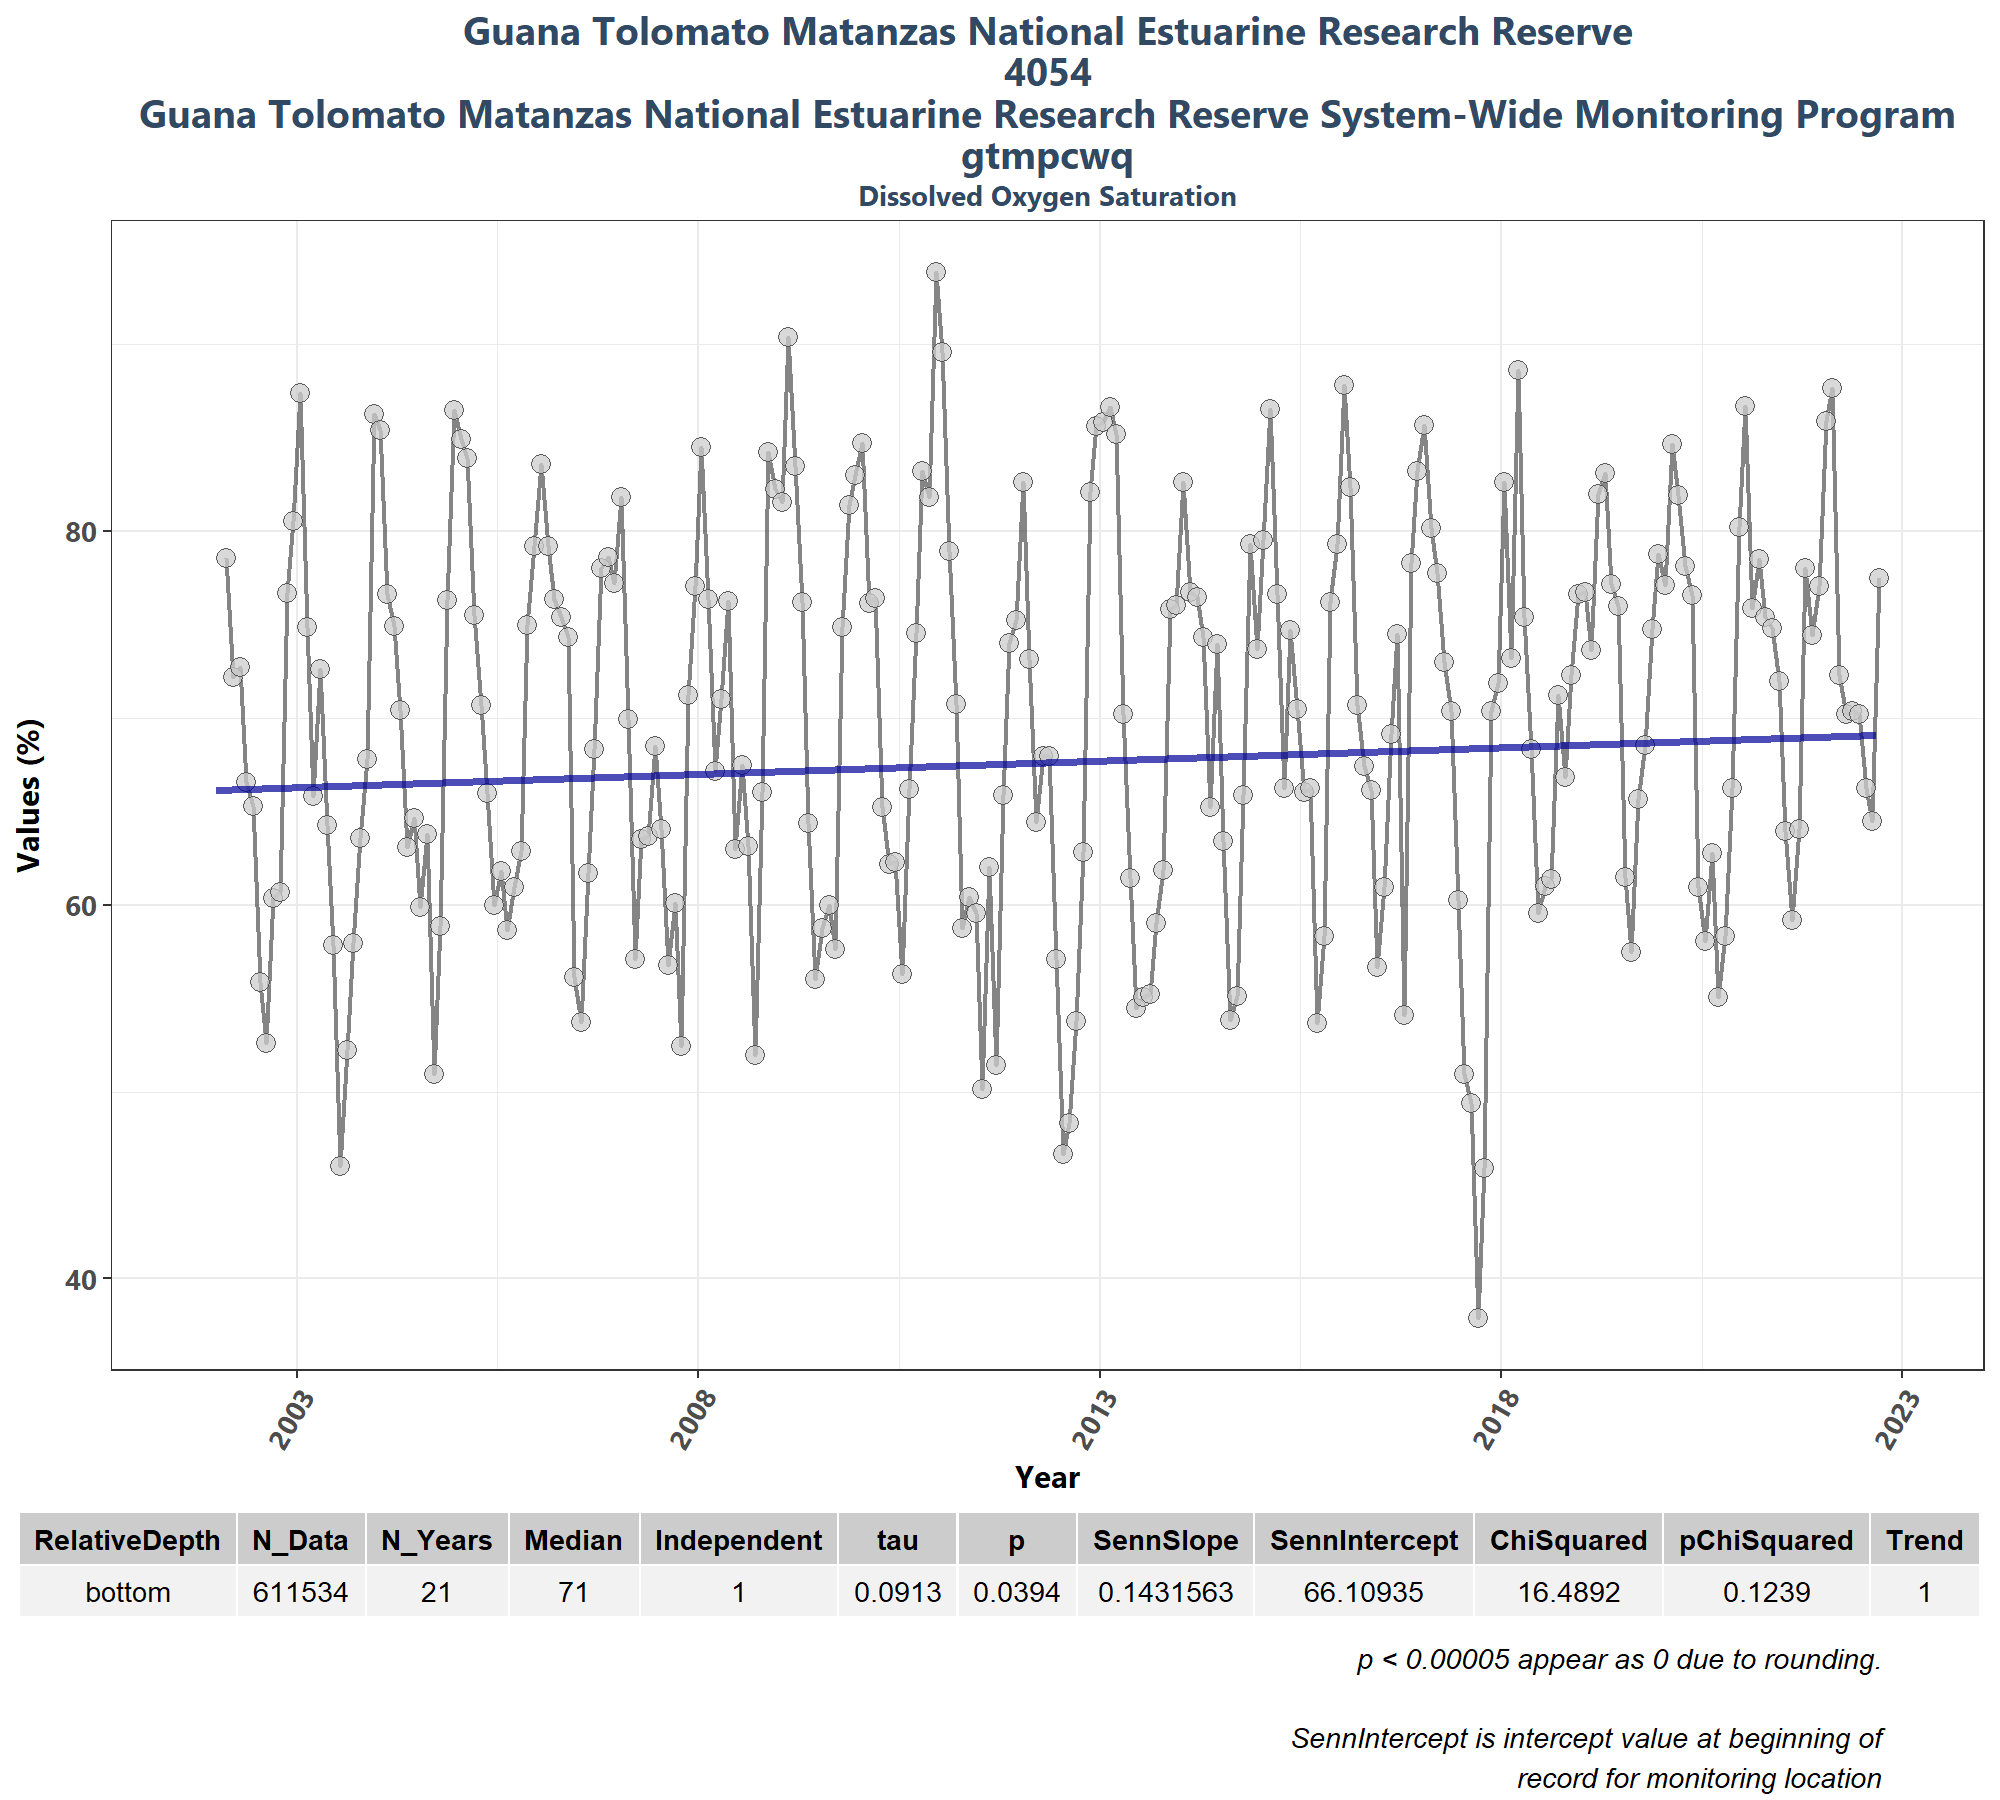 Guana Tolomato Matanzas National Estuarine Research Reserve
4054
Guana Tolomato Matanzas National Estuarine Research Reserve System-Wide Monitoring Program
gtmpcwq
Dissolved Oxygen Saturation
Values (%)
80
60
40
2003
2008
2013
2018
2023
Year
RelativeDepth N_Data N_Years Median Independent tau p SennSlope SennIntercept ChiSquared pChiSquared Trend
bottom 611534 21 71 1 0.0913 0.0394 0.1431563 66.10935 16.4892 0.1239 1
p < 0.00005 appear as 0 due to rounding.
SennIntercept is intercept value at beginning of
record for monitoring location